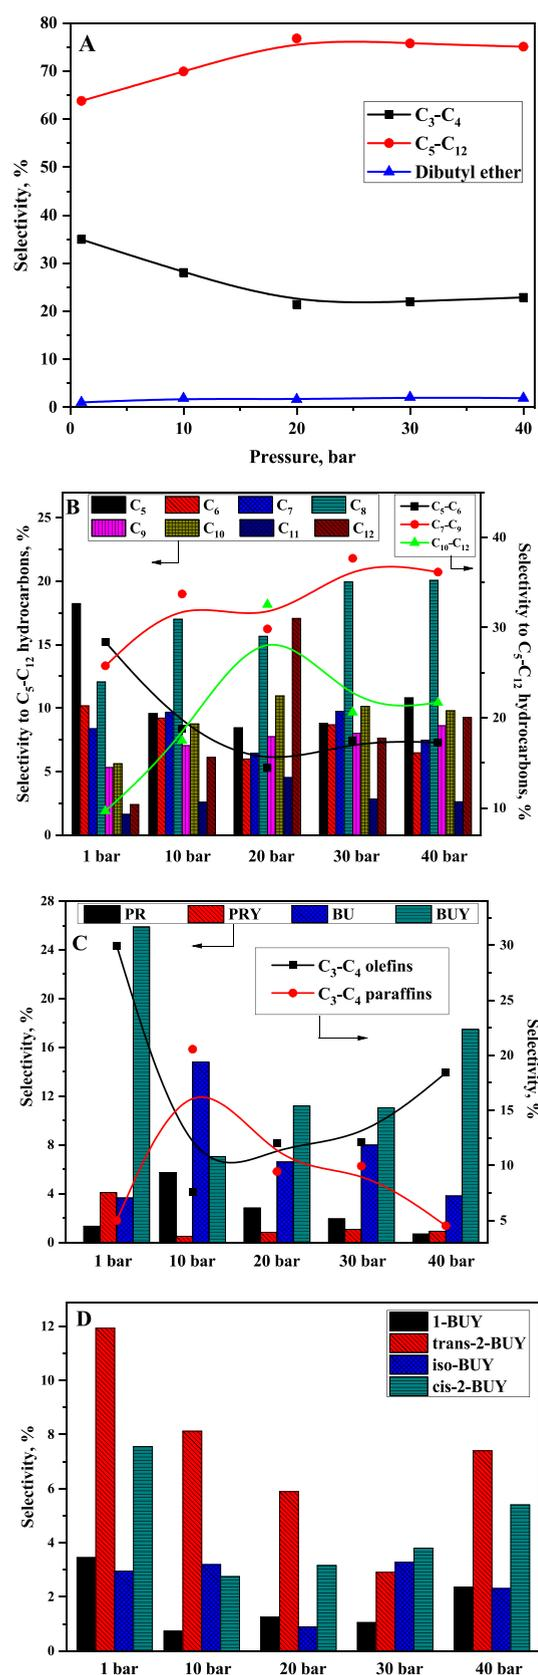 A
80
70
60
50
40
30
20
10
0
Selectivity, %
C3-C4
C5-C12
Dibutyl ether
0 10 20 30 40
Pressure, bar
B
C5 C6 C7 C8
C9 C10 C11 C12
C5-C6
C7-C9
C10-C12
25
20
15
10
5
0
Selectivity to C5-C12 hydrocarbons, %
40
30
20
10
Selectivity to C5-C12 hydrocarbons, %
1 bar 10 bar 20 bar 30 bar 40 bar
C
PR PRY BU BUY
C3-C4 olefins
C3-C4 paraffins
28
24
20
16
12
8
4
0
Selectivity, %
30
25
20
15
10
5
Selectivity, %
1 bar 10 bar 20 bar 30 bar 40 bar
D
1-BUY
trans-2-BUY
iso-BUY
cis-2-BUY
12
10
8
6
4
2
0
Selectivity, %
1 bar 10 bar 20 bar 30 bar 40 bar